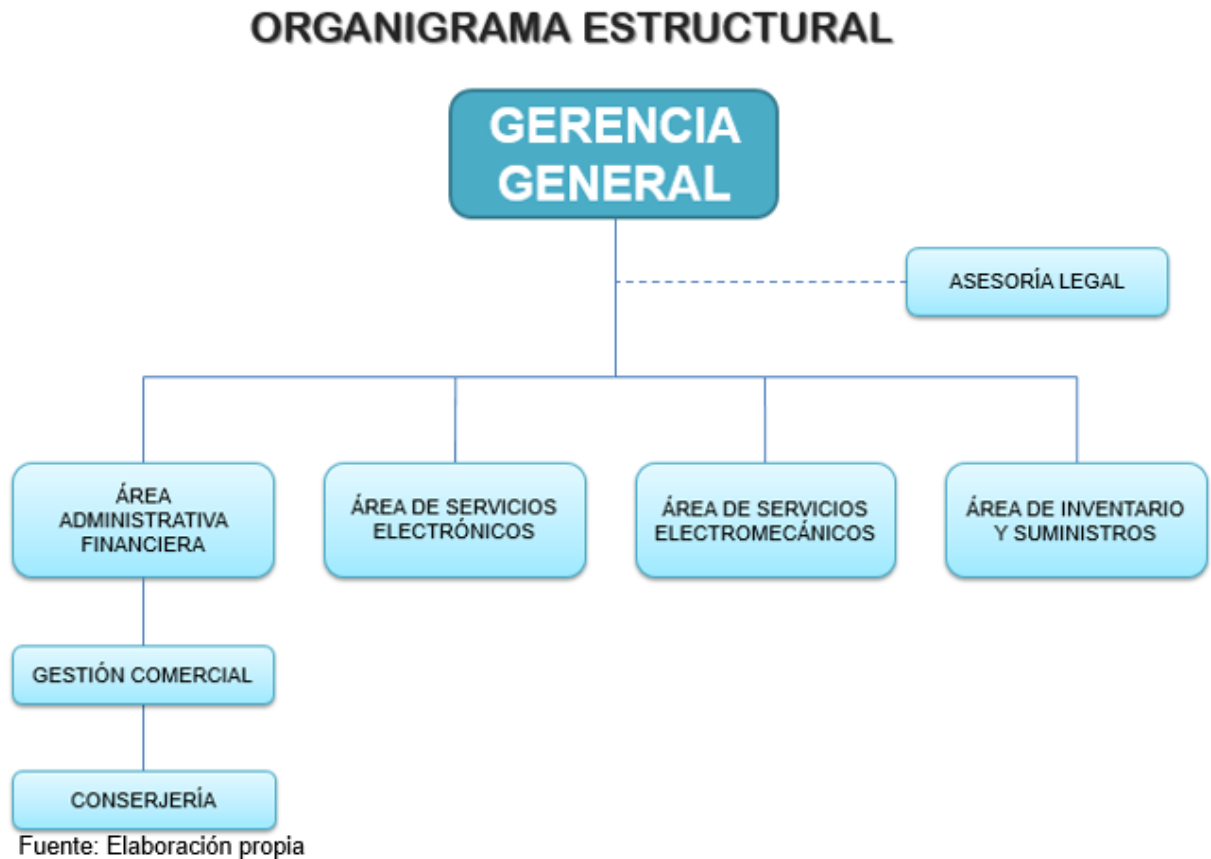 ORGANIGRAMA ESTRUCTURAL
GERENCIA
GENERAL
ASESORÍA LEGAL
ÁREA
ADMINISTRATIVA
FINANCIERA
ÁREA DE SERVICIOS
ELECTRÓNICOS
ÁREA DE SERVICIOS
ELECTROMECÁNICOS
ÁREA DE INVENTARIO
Y SUMINISTROS
GESTIÓN COMERCIAL
CONSERJERÍA
Fuente: Elaboración propia